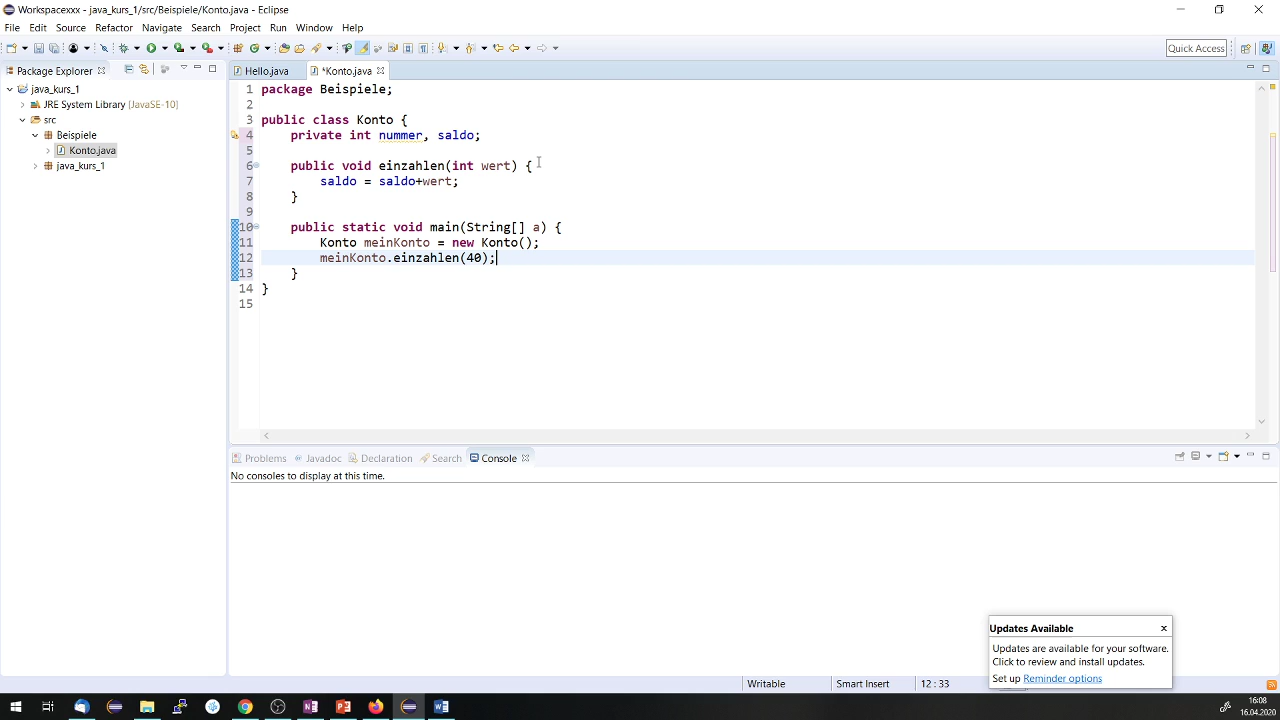 Workspacexxx - java_kurs_1/src/Beispiele/Konto.java - Eclipse
File Edit Source Refactor Navigate Search Project Run Window Help
Quick Access
Package Explorer
Hello.java
*Konto.java
java_kurs_1
JRE System Library [JavaSE-10]
src
Beispiele
Konto.java
java_kurs_1
1 package Beispiele;
2
3 public class Konto {
4 private int nummer, saldo;
5
6 public void einzahlen(int wert) {
7 saldo = saldo+wert;
8 }
9
10 public static void main(String[] a) {
11 Konto meinKonto = new Konto();
12 meinKonto.einzahlen(40);
13 }
14 }
15
Problems Javadoc Declaration Search Console
No consoles to display at this time.
Updates Available
Updates are available for your software.
Click to review and install updates.
Set up Reminder options
Writable Smart Insert 12 : 33
16:08
16.04.2020